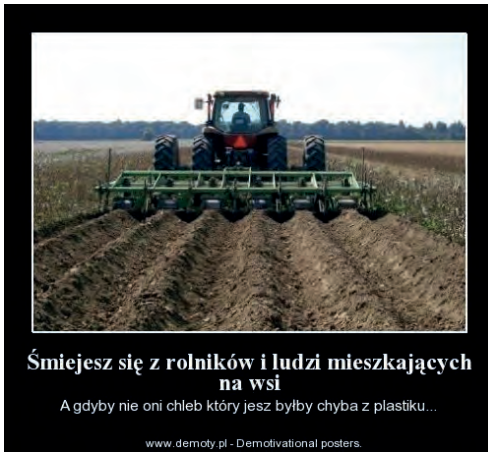 Śmiejesz się z rolników i ludzi mieszkających
na wsi
A gdyby nie oni chleb który jesz byłby chyba z plastiku...
www.demoty.pl - Demotivational posters.